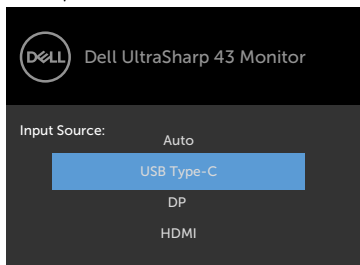 DELL
Dell UltraSharp 43 Monitor
Input Source:
Auto
USB Type-C
DP
HDMI